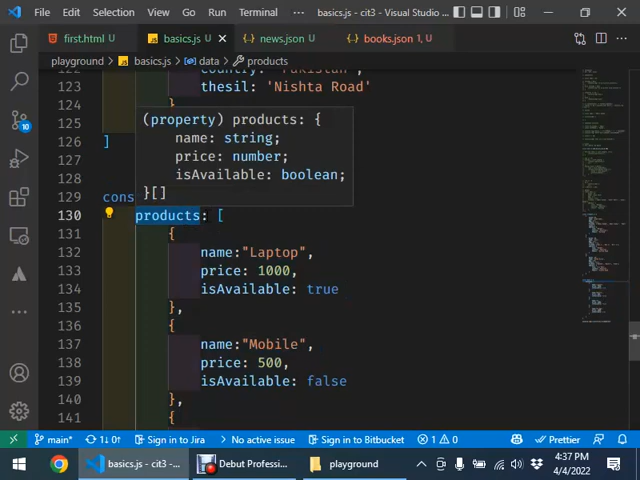 File Edit Selection View Go Run Terminal ··· basics.js - cit3 - Visual Studio ...
first.html U basics.js U news.json U books.json 1, U
playground > basics.js > data > products
122 country: 'Pakistan',
123 thesil: 'Nishta Road'
124 }
125
126 ]
127
128
129 cons
(property) products: {
name: string;
price: number;
isAvailable: boolean;
}[]
130 products: [
131 {
132 name:"Laptop",
133 price: 1000,
134 isAvailable: true
135 },
136 {
137 name:"Mobile",
138 price: 500,
139 isAvailable: false
140 },
141 {
10
main* 1↓ 0↑ Sign in to Jira No active issue Sign in to Bitbucket 1 0 Prettier
basics.js - cit3 -... Debut Professi... playground 4:37 PM
4/4/2022